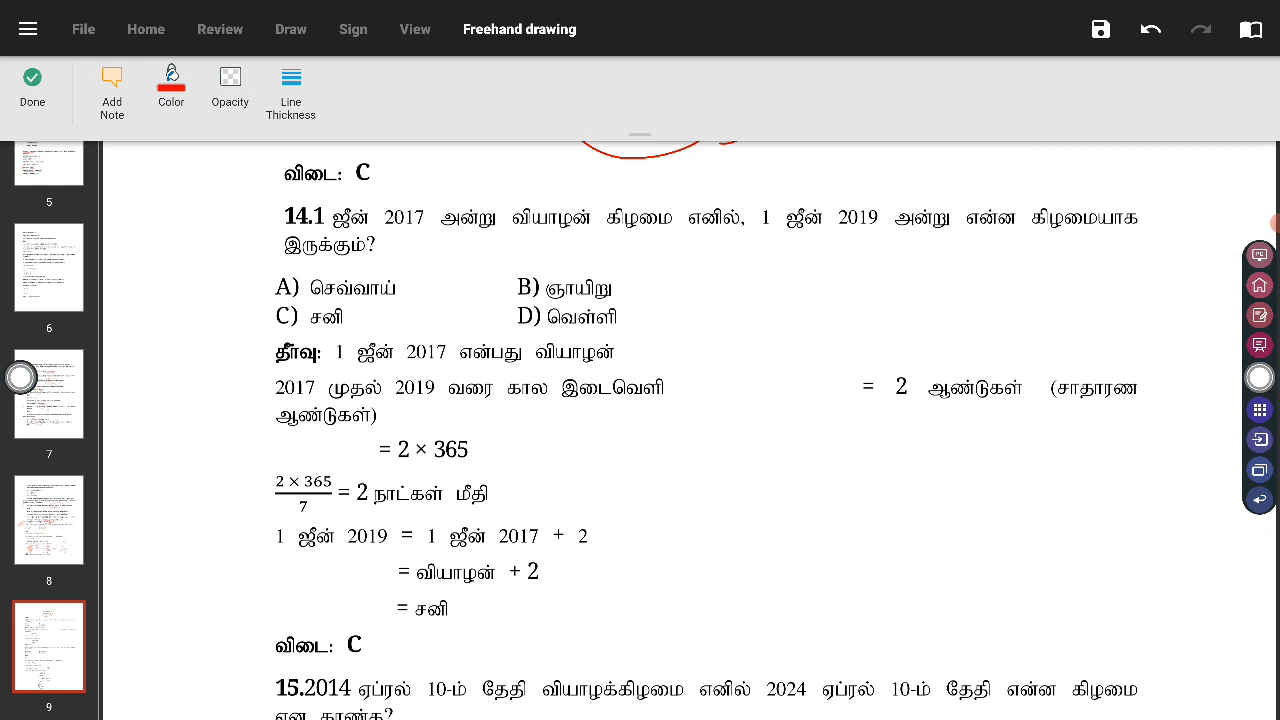 File Home Review Draw Sign View Freehand drawing
Done Add Note Color Opacity Line Thickness
விடை: C
14.1 ஜீன் 2017 அன்று வியாழன் கிழமை எனில், 1 ஜீன் 2019 அன்று என்ன கிழமையாக
இருக்கும்?
A) செவ்வாய் B) ஞாயிறு
C) சனி D) வெள்ளி
தீர்வு: 1 ஜீன் 2017 என்பது வியாழன்
2017 முதல் 2019 வரை கால இடைவெளி = 2 ஆண்டுகள் (சாதாரண
ஆண்டுகள்)
= 2 × 365
2 × 365
7
= 2 நாட்கள் மீதி
1 ஜீன் 2019 = 1 ஜீன் 2017 + 2
= வியாழன் + 2
= சனி
விடை: C
15.2014 ஏப்ரல் 10-ம் தேதி வியாழக்கிழமை எனில் 2024 ஏப்ரல் 10-ம் தேதி என்ன கிழமை
என காண்க?
5
6
7
8
9